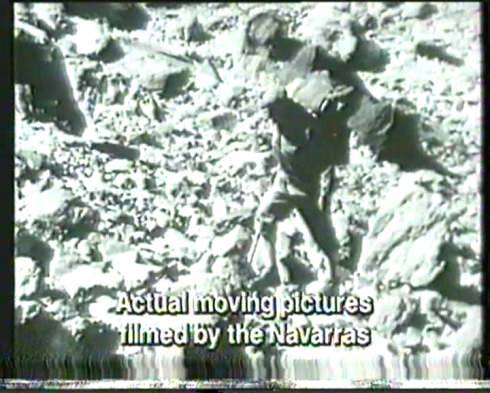 Actual moving pictures
filmed by the Navarras